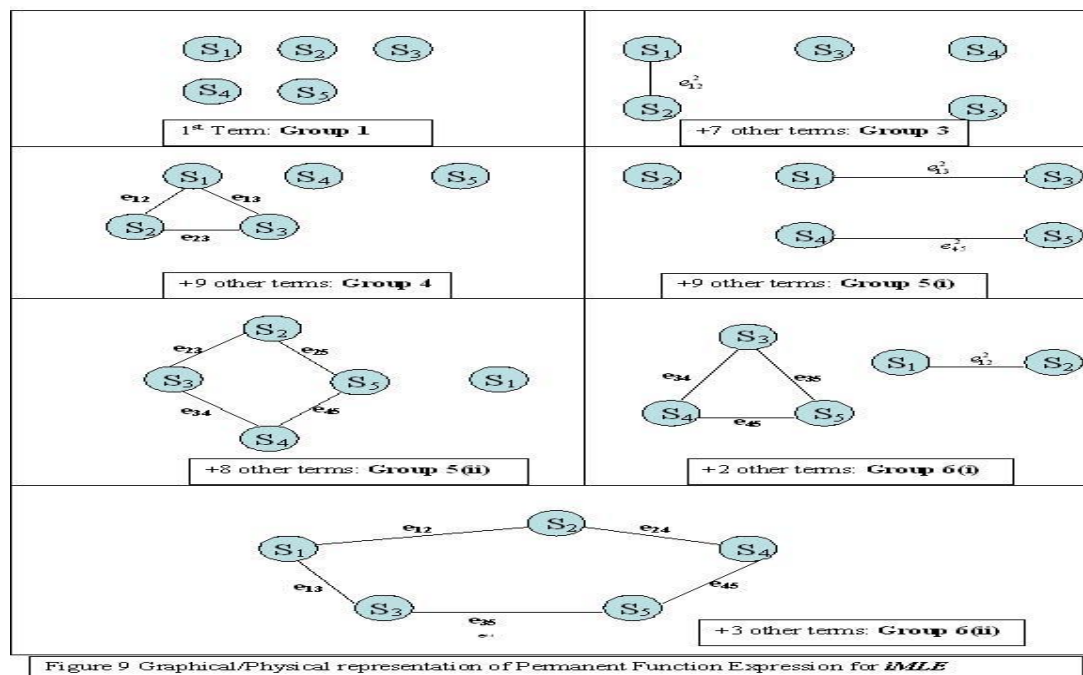 S₁ S₂ S₃
S₄ S₅
1st Term: Group 1
S₁ S₃ S₄
e²₁₂
S₂ S₅
+7 other terms: Group 3
S₁ S₄ S₅
e₁₂ e₁₃
S₂ S₃
e₂₃
+9 other terms: Group 4
S₂ S₁ e²₁₃ S₃
S₄ e²₄₅ S₅
+9 other terms: Group 5(i)
S₂
e₂₃ e₂₅
S₃ S₅ S₁
e₃₄ e₄₅
S₄
+8 other terms: Group 5(ii)
S₃
S₁ e²₁₂ S₂
e₃₄ e₃₅
S₄ S₅
e₄₅
+2 other terms: Group 6(i)
e₁₂ S₂ e₂₄
S₁ S₄
e₁₃ e₄₅
S₃ S₅
e₃₅
+3 other terms: Group 6(ii)
Figure 9 Graphical/Physical representation of Permanent Function Expression for iMLE